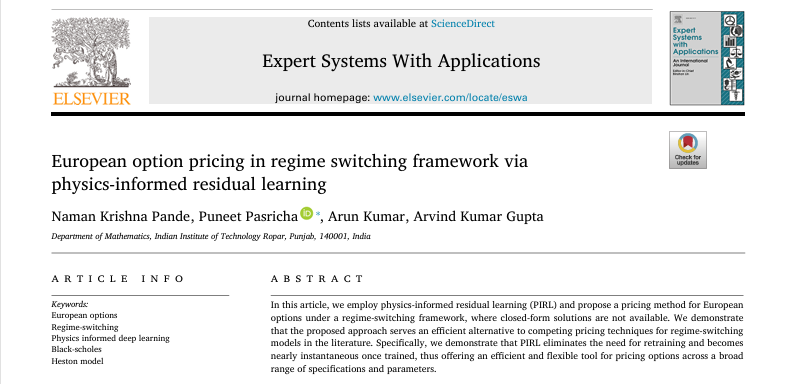 Contents lists available at ScienceDirect
Expert Systems With Applications
ELSEVIER
journal homepage: www.elsevier.com/locate/eswa
Expert
Systems
with
Applications
An International
Journal
Check for
updates
European option pricing in regime switching framework via
physics-informed residual learning
Naman Krishna Pande, Puneet Pasricha iD *, Arun Kumar, Arvind Kumar Gupta
Department of Mathematics, Indian Institute of Technology Ropar, Punjab, 140001, India
ARTICLE INFO
Keywords:
European options
Regime-switching
Physics informed deep learning
Black-scholes
Heston model
ABSTRACT
In this article, we employ physics-informed residual learning (PIRL) and propose a pricing method for European
options under a regime-switching framework, where closed-form solutions are not available. We demonstrate
that the proposed approach serves an efficient alternative to competing pricing techniques for regime-switching
models in the literature. Specifically, we demonstrate that PIRL eliminates the need for retraining and becomes
nearly instantaneous once trained, thus offering an efficient and flexible tool for pricing options across a broad
range of specifications and parameters.